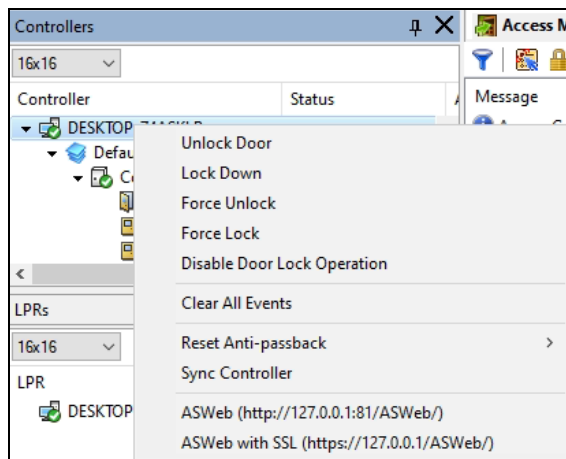 Controllers
Access M
16x16
Controller
Status
Message
DESKTOP
Defau
Unlock Door
Lock Down
Force Unlock
Force Lock
Disable Door Lock Operation
Clear All Events
LPRs
16x16
Reset Anti-passback
LPR
Sync Controller
DESKTOP
ASWeb (http://127.0.0.1:81/ASWeb/)
ASWeb with SSL (https://127.0.0.1/ASWeb/)